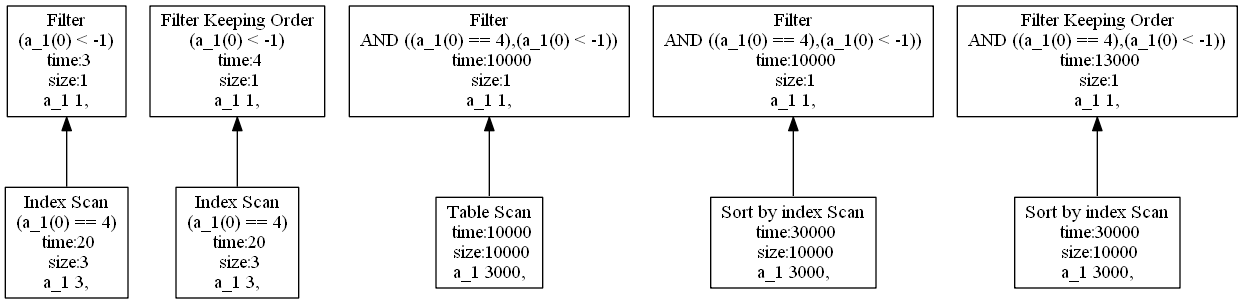 Filter
(a_1(0) < -1)
time:3
size:1
a_1 1,
Index Scan
(a_1(0) == 4)
time:20
size:3
a_1 3,
Filter Keeping Order
(a_1(0) < -1)
time:4
size:1
a_1 1,
Index Scan
(a_1(0) == 4)
time:20
size:3
a_1 3,
Filter
AND ((a_1(0) == 4),(a_1(0) < -1))
time:10000
size:1
a_1 1,
Table Scan
time:10000
size:10000
a_1 3000,
Filter
AND ((a_1(0) == 4),(a_1(0) < -1))
time:10000
size:1
a_1 1,
Sort by index Scan
time:30000
size:10000
a_1 3000,
Filter Keeping Order
AND ((a_1(0) == 4),(a_1(0) < -1))
time:13000
size:1
a_1 1,
Sort by index Scan
time:30000
size:10000
a_1 3000,